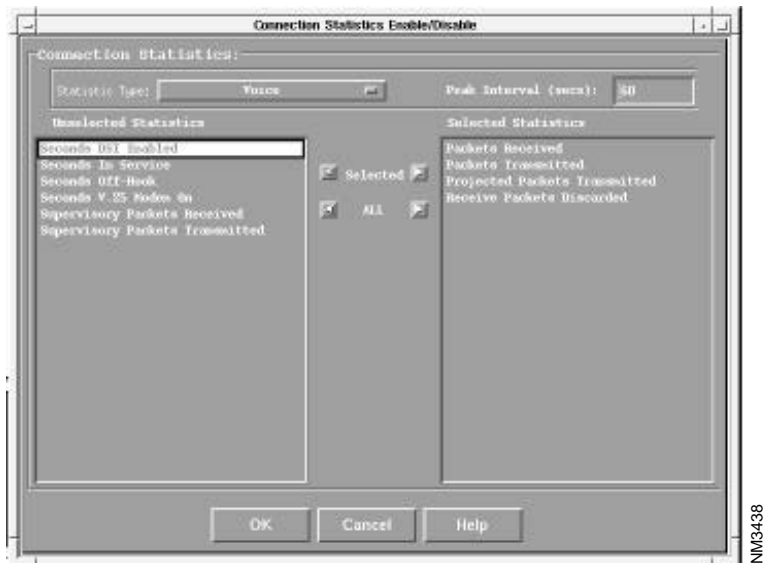 Connection Statistics Enable/Disable
Connection Statistics:
Statistic Type: Voice Peak Interval (secs): 60
Unselected Statistics Selected Statistics
Seconds DSI Enabled
Seconds In Service
Seconds Off-Hook
Seconds V.25 Modem On
Supervisory Packets Received
Supervisory Packets Transmitted
Selected
ALL
Packets Received
Packets Transmitted
Projected Packets Transmitted
Receive Packets Discarded
OK Cancel Help
NM3438